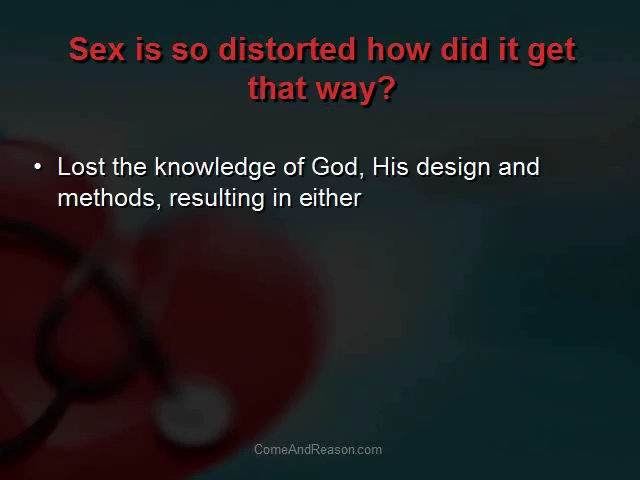 Sex is so distorted how did it get
that way?
• Lost the knowledge of God, His design and
methods, resulting in either
ComeAndReason.com